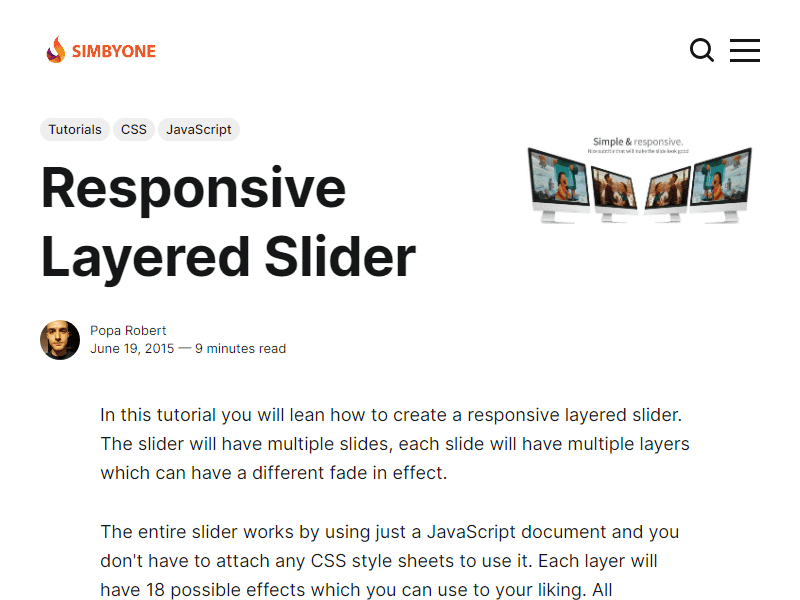 SIMBYONE
Tutorials CSS JavaScript
Simple & responsive.
Responsive
Layered Slider
Popa Robert
June 19, 2015 — 9 minutes read
In this tutorial you will lean how to create a responsive layered slider.
The slider will have multiple slides, each slide will have multiple layers
which can have a different fade in effect.
The entire slider works by using just a JavaScript document and you
don't have to attach any CSS style sheets to use it. Each layer will
have 18 possible effects which you can use to your liking. All